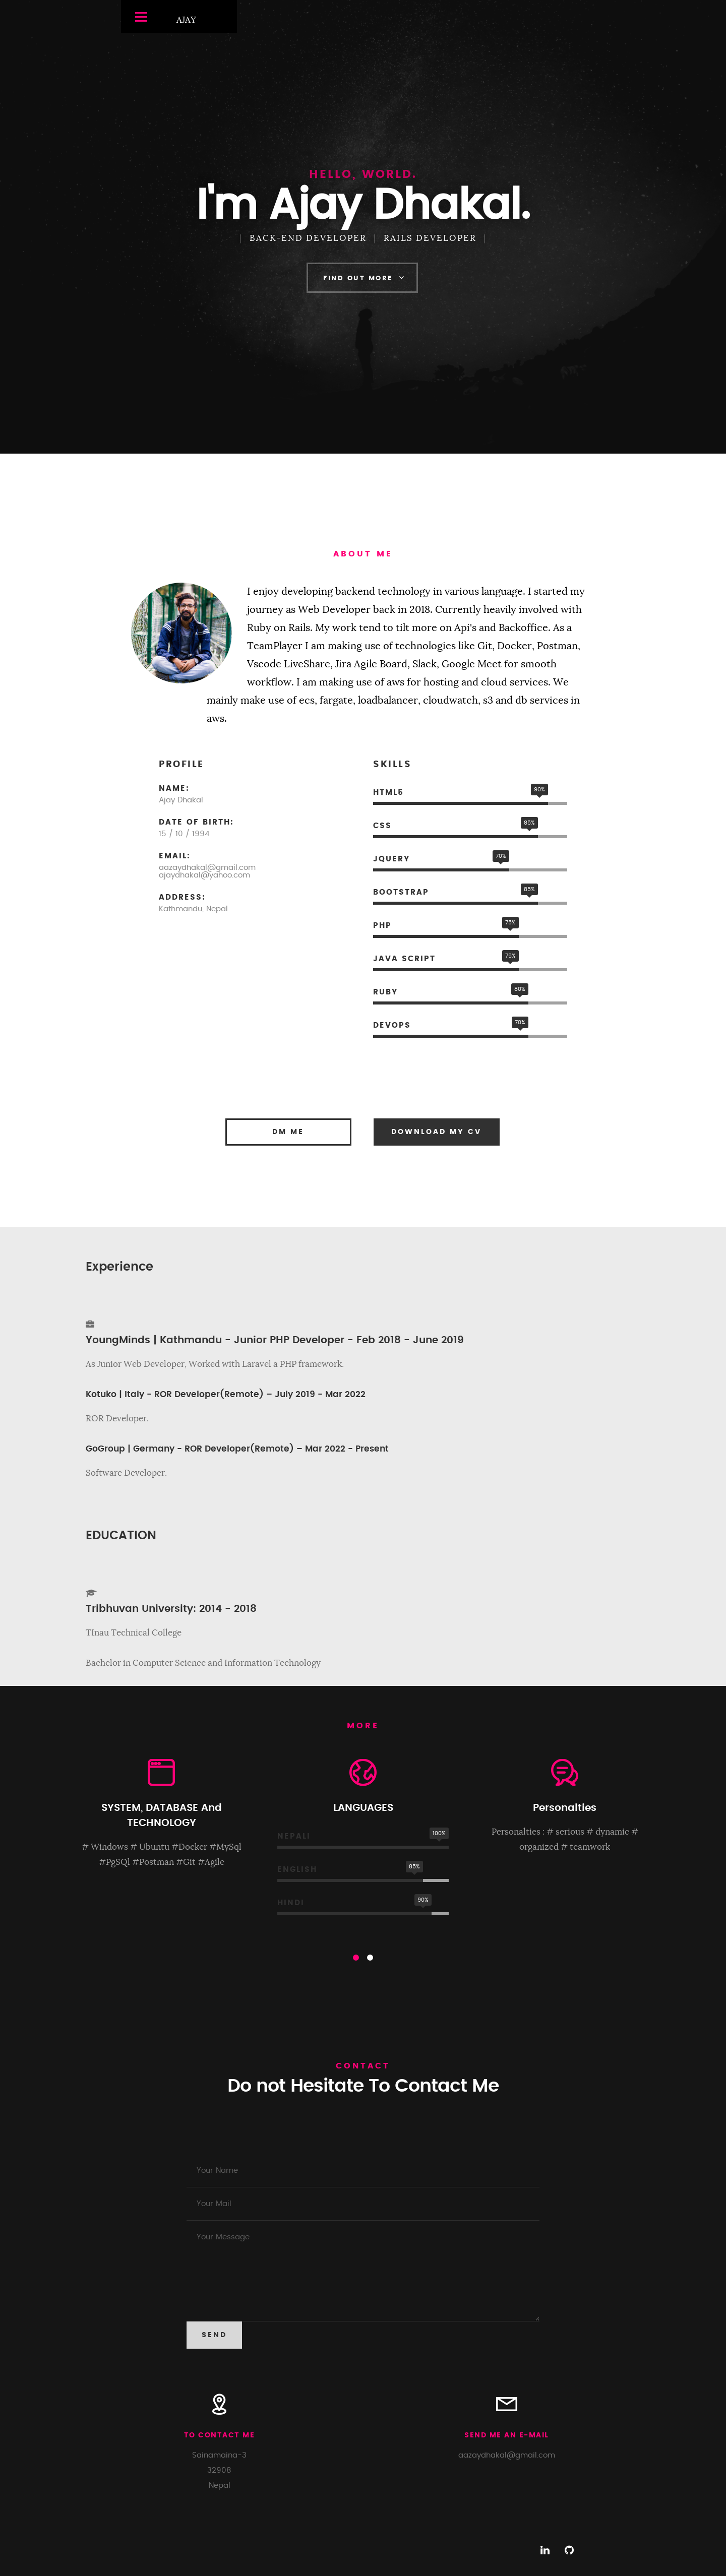 AJAY
HELLO, WORLD.
I'm Ajay Dhakal.
| BACK-END DEVELOPER | RAILS DEVELOPER |
FIND OUT MORE
ABOUT ME
I enjoy developing backend technology in various language. I started my
journey as Web Developer back in 2018. Currently heavily involved with
Ruby on Rails. My work tend to tilt more on Api's and Backoffice. As a
TeamPlayer I am making use of technologies like Git, Docker, Postman,
Vscode LiveShare, Jira Agile Board, Slack, Google Meet for smooth
workflow. I am making use of aws for hosting and cloud services. We
mainly make use of ecs, fargate, loadbalancer, cloudwatch, s3 and db services in
aws.
PROFILE
NAME:
Ajay Dhakal
DATE OF BIRTH:
15 / 10 / 1994
EMAIL:
aazaydhakal@gmail.com
ajaydhakal@yahoo.com
ADDRESS:
Kathmandu, Nepal
SKILLS
HTML5 90%
CSS 85%
JQUERY 70%
BOOTSTRAP 85%
PHP 75%
JAVA SCRIPT 75%
RUBY 80%
DEVOPS 70%
DM ME
DOWNLOAD MY CV
Experience
YoungMinds | Kathmandu - Junior PHP Developer - Feb 2018 - June 2019
As Junior Web Developer, Worked with Laravel a PHP framework.
Kotuko | Italy - ROR Developer(Remote) – July 2019 - Mar 2022
ROR Developer.
GoGroup | Germany - ROR Developer(Remote) – Mar 2022 - Present
Software Developer.
EDUCATION
Tribhuvan University: 2014 - 2018
TInau Technical College
Bachelor in Computer Science and Information Technology
MORE
SYSTEM, DATABASE And
TECHNOLOGY
# Windows # Ubuntu #Docker #MySql
#PgSQl #Postman #Git #Agile
LANGUAGES
NEPALI 100%
ENGLISH 85%
HINDI 90%
Personalties
Personalties : # serious # dynamic #
organized # teamwork
CONTACT
Do not Hesitate To Contact Me
Your Name
Your Mail
Your Message
SEND
TO CONTACT ME
Sainamaina-3
32908
Nepal
SEND ME AN E-MAIL
aazaydhakal@gmail.com